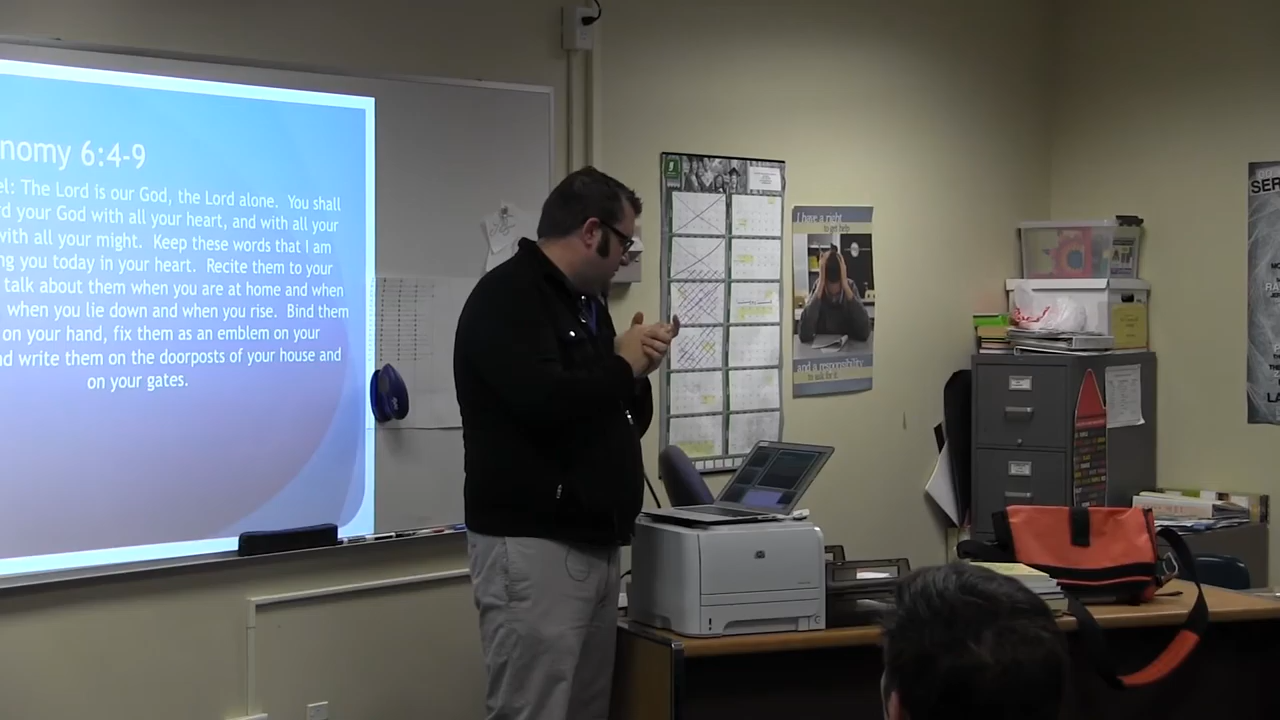 nomy 6:4-9
el: The Lord is our God, the Lord alone. You shall
rd your God with all your heart, and with all your
with all your might. Keep these words that I am
ng you today in your heart. Recite them to your
talk about them when you are at home and when
when you lie down and when you rise. Bind them
on your hand, fix them as an emblem on your
nd write them on the doorposts of your house and
on your gates.
I have a right
to get help
and a responsibility
to ask for it
SER
LA
hp